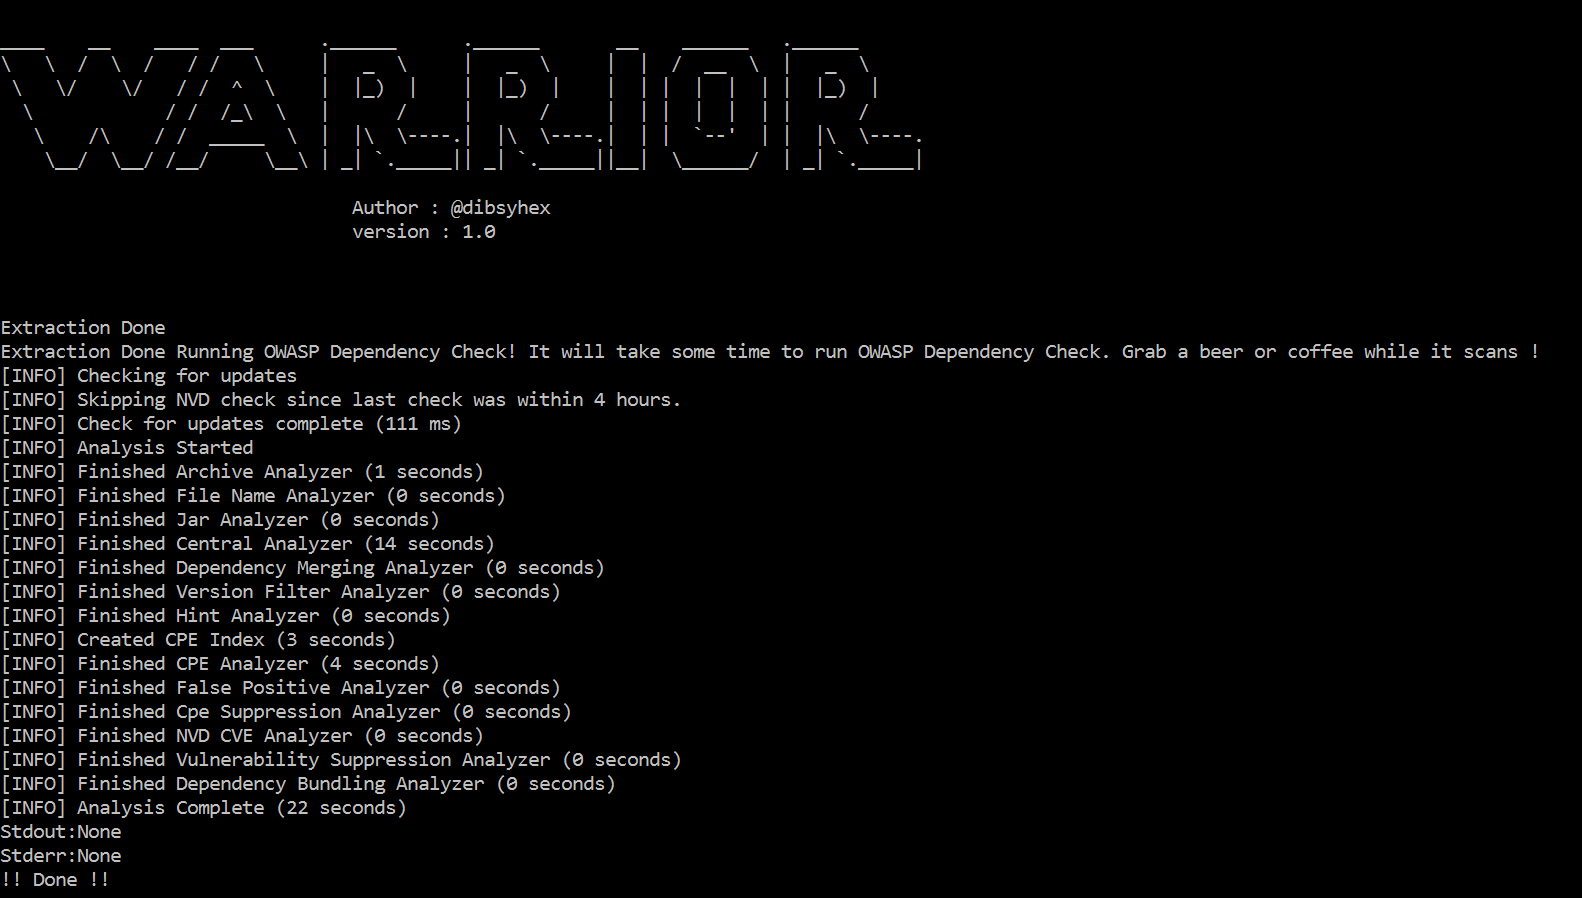 WARRIOR
Author : @dibsyhex
version : 1.0
Extraction Done
Extraction Done Running OWASP Dependency Check! It will take some time to run OWASP Dependency Check. Grab a beer or coffee while it scans !
[INFO] Checking for updates
[INFO] Skipping NVD check since last check was within 4 hours.
[INFO] Check for updates complete (111 ms)
[INFO] Analysis Started
[INFO] Finished Archive Analyzer (1 seconds)
[INFO] Finished File Name Analyzer (0 seconds)
[INFO] Finished Jar Analyzer (0 seconds)
[INFO] Finished Central Analyzer (14 seconds)
[INFO] Finished Dependency Merging Analyzer (0 seconds)
[INFO] Finished Version Filter Analyzer (0 seconds)
[INFO] Finished Hint Analyzer (0 seconds)
[INFO] Created CPE Index (3 seconds)
[INFO] Finished CPE Analyzer (4 seconds)
[INFO] Finished False Positive Analyzer (0 seconds)
[INFO] Finished Cpe Suppression Analyzer (0 seconds)
[INFO] Finished NVD CVE Analyzer (0 seconds)
[INFO] Finished Vulnerability Suppression Analyzer (0 seconds)
[INFO] Finished Dependency Bundling Analyzer (0 seconds)
[INFO] Analysis Complete (22 seconds)
Stdout:None
Stderr:None
!! Done !!